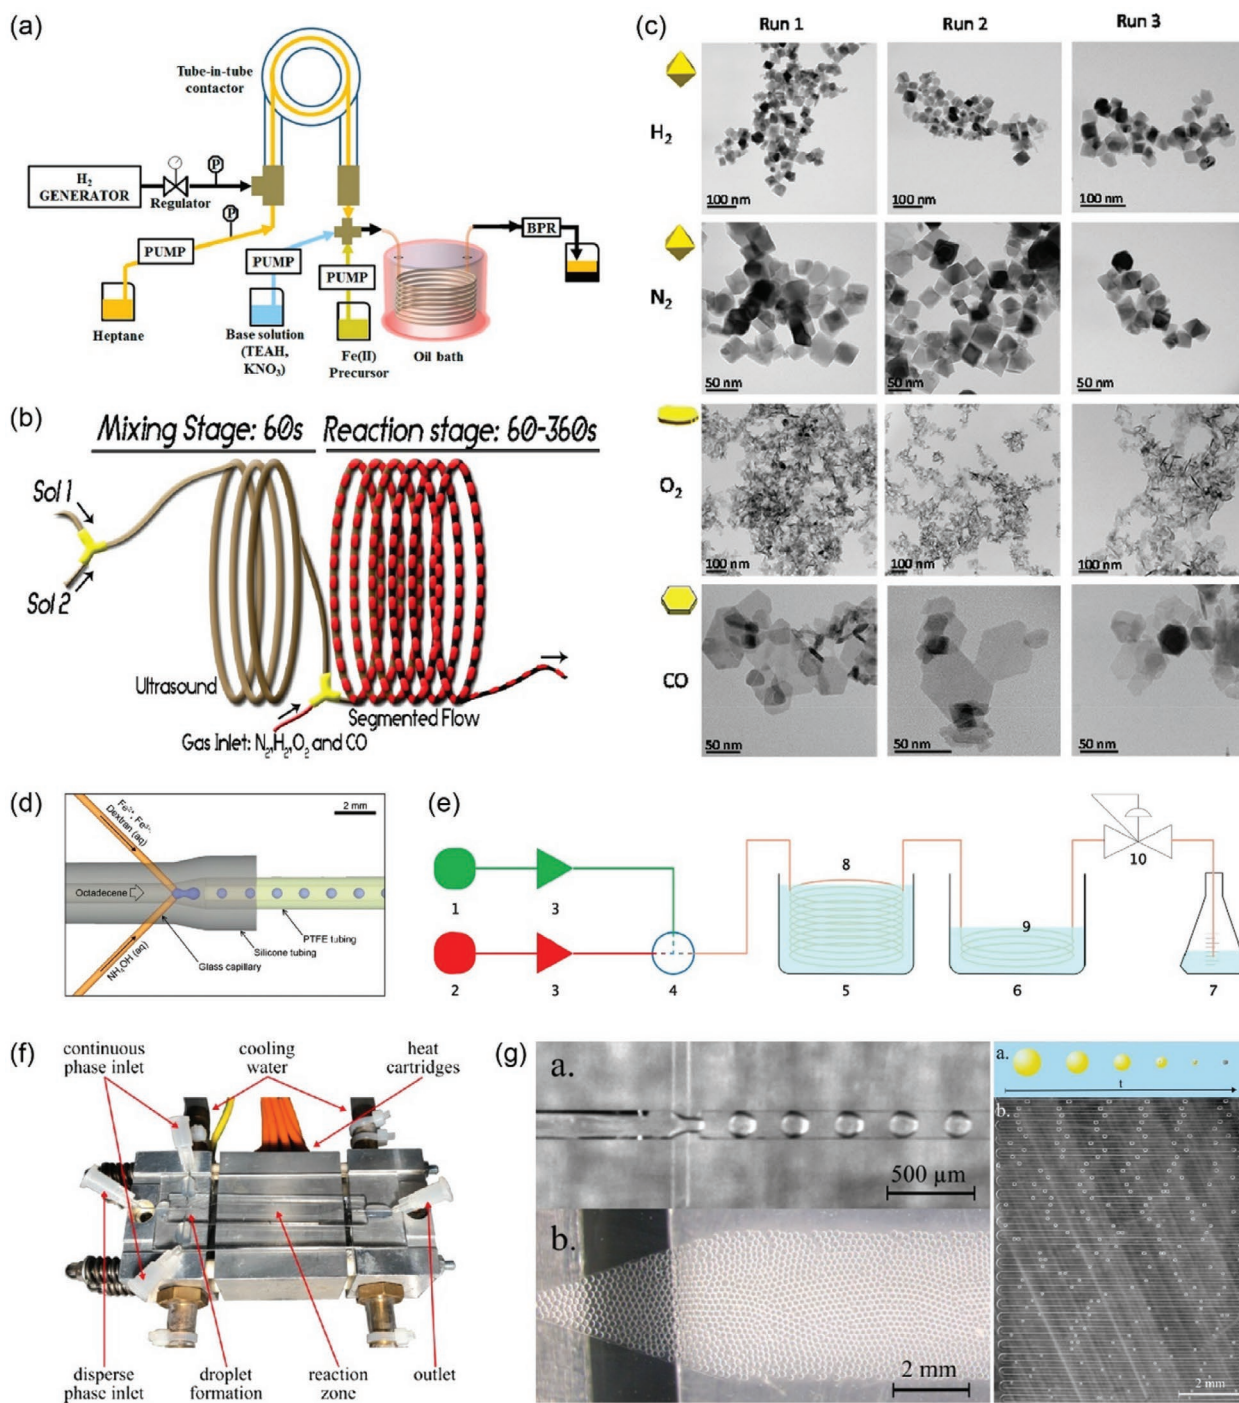 (a)
Tube-in-tube
contactor
H₂
GENERATOR
Regulator
P
P
PUMP
PUMP
PUMP
BPR
Heptane
Base solution
(TEAH,
KNO₃)
Fe(II)
Precursor
Oil bath
(b)
Mixing Stage: 60s
Reaction stage: 60-360s
Sol 1
Sol 2
Ultrasound
Segmented Flow
Gas Inlet: N₂,H₂,O₂ and CO
(c)
Run 1
Run 2
Run 3
H₂
100 nm
100 nm
100 nm
N₂
50 nm
50 nm
50 nm
O₂
100 nm
100 nm
100 nm
CO
50 nm
50 nm
50 nm
(d)
Fe²⁺, Fe³⁺,
Dextran (aq)
2 mm
Octadecene
PTFE tubing
Silicone tubing
Glass capillary
NH₄OH (aq)
(e)
1
3
2
3
4
8
5
9
6
10
7
(f)
continuous
phase inlet
cooling
water
heat
cartridges
disperse
phase inlet
droplet
formation
reaction
zone
outlet
(g)
a.
500 µm
b.
2 mm
a.
t
b.
2 mm